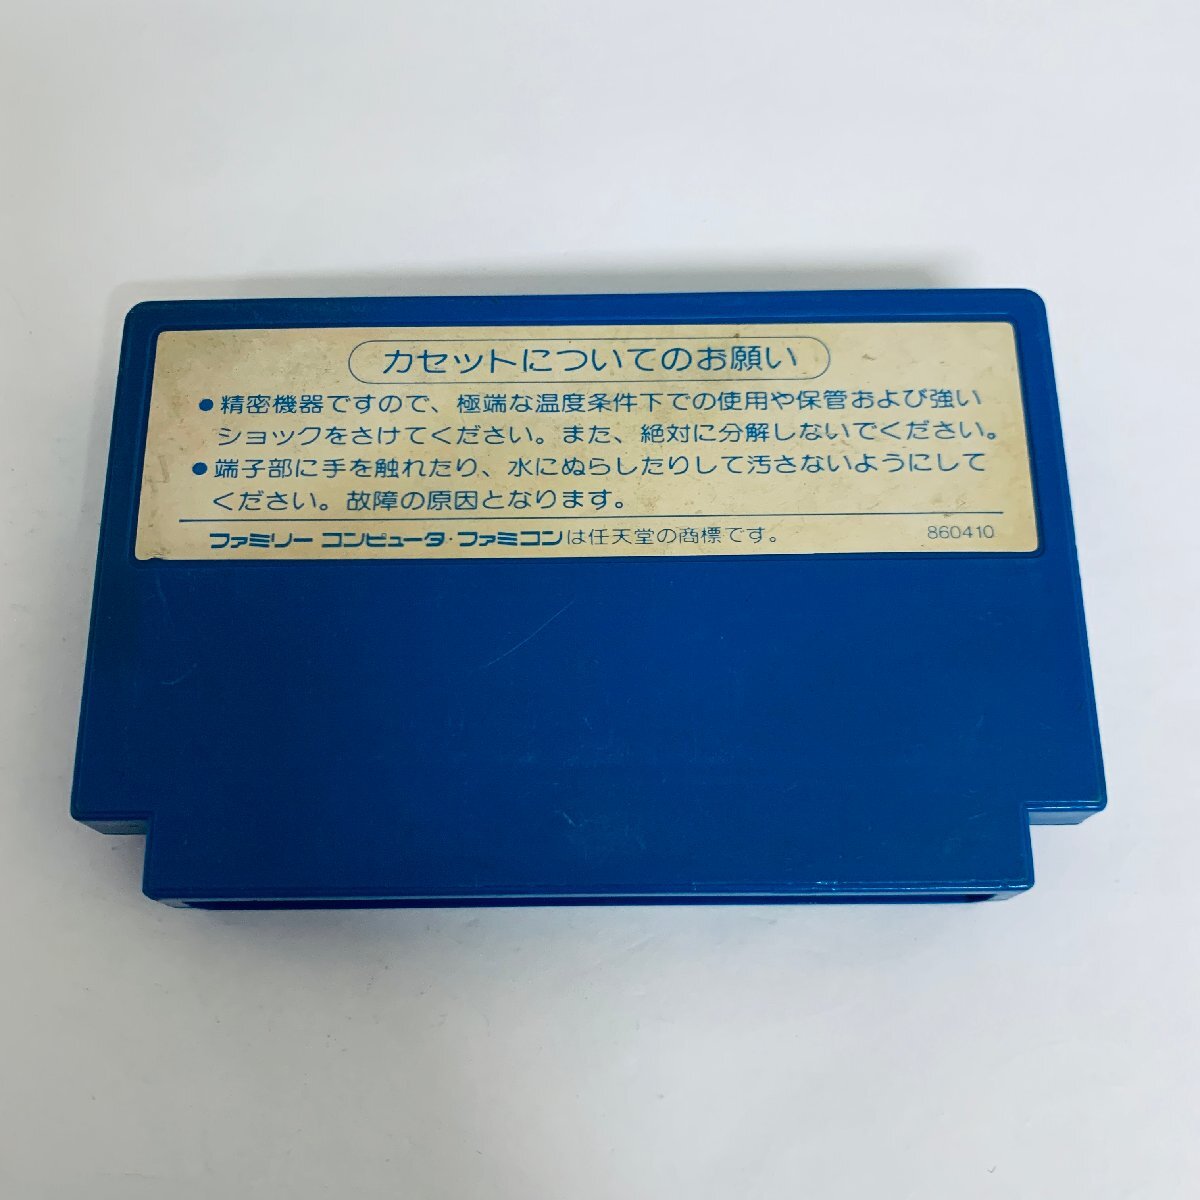 カセットについてのお願い
●精密機器ですので、極端な温度条件下での使用や保管および強い
ショックをさけてください。また、絶対に分解しないでください。
●端子部に手を触れたり、水にぬらしたりして汚さないようにして
ください。故障の原因となります。
ファミリー コンピュータ・ファミコンは任天堂の商標です。 860410